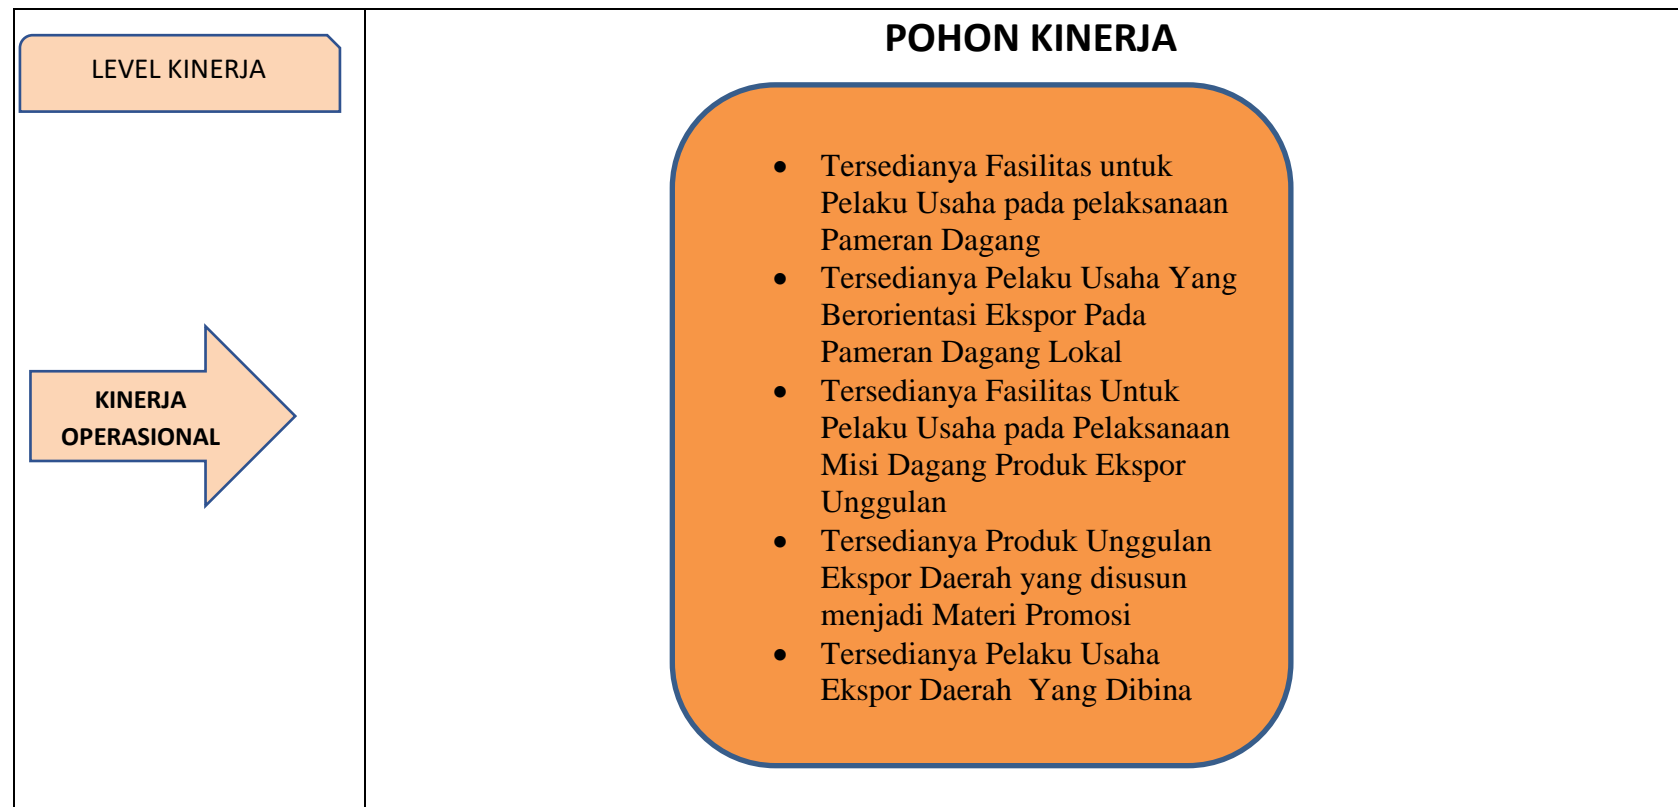 LEVEL KINERJA
KINERJA
OPERASIONAL
POHON KINERJA
• Tersedianya Fasilitas untuk
Pelaku Usaha pada pelaksanaan
Pameran Dagang
• Tersedianya Pelaku Usaha Yang
Berorientasi Ekspor Pada
Pameran Dagang Lokal
• Tersedianya Fasilitas Untuk
Pelaku Usaha pada Pelaksanaan
Misi Dagang Produk Ekspor
Unggulan
• Tersedianya Produk Unggulan
Ekspor Daerah yang disusun
menjadi Materi Promosi
• Tersedianya Pelaku Usaha
Ekspor Daerah  Yang Dibina